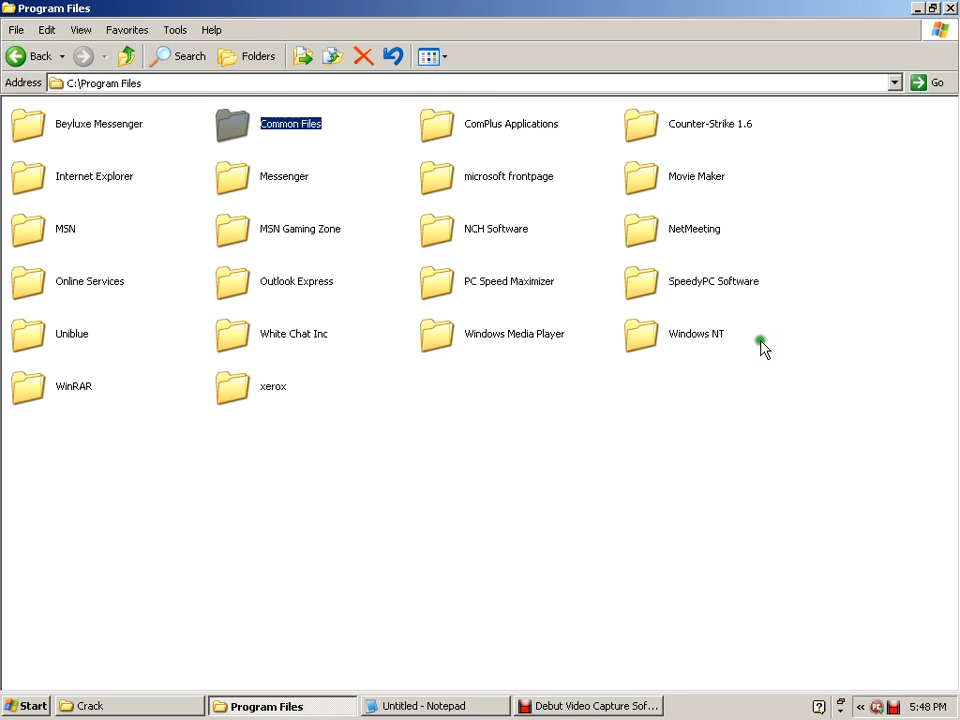 Program Files
File Edit View Favorites Tools Help
Back Search Folders
Address C:\Program Files Go
Beyluxe Messenger Common Files ComPlus Applications Counter-Strike 1.6
Internet Explorer Messenger microsoft frontpage Movie Maker
MSN MSN Gaming Zone NCH Software NetMeeting
Online Services Outlook Express PC Speed Maximizer SpeedyPC Software
Uniblue White Chat Inc Windows Media Player Windows NT
WinRAR xerox
Start Crack Program Files Untitled - Notepad Debut Video Capture Sof... 5:48 PM